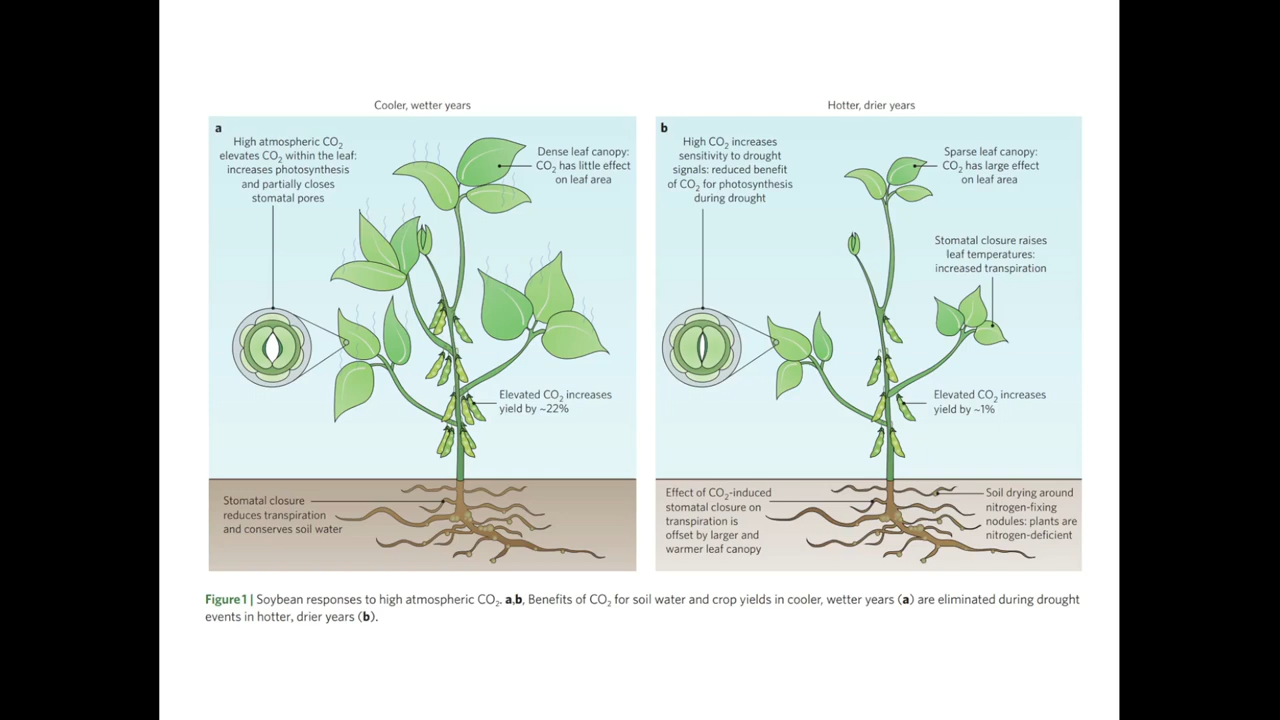 Cooler, wetter years
a
High atmospheric CO₂
elevates CO₂ within the leaf:
increases photosynthesis
and partially closes
stomatal pores
Dense leaf canopy:
CO₂ has little effect
on leaf area
Elevated CO₂ increases
yield by ~22%
Stomatal closure
reduces transpiration
and conserves soil water
Hotter, drier years
b
High CO₂ increases
sensitivity to drought
signals: reduced benefit
of CO₂ for photosynthesis
during drought
Sparse leaf canopy:
CO₂ has large effect
on leaf area
Stomatal closure raises
leaf temperatures:
increased transpiration
Elevated CO₂ increases
yield by ~1%
Effect of CO₂-induced
stomatal closure on
transpiration is
offset by larger and
warmer leaf canopy
Soil drying around
nitrogen-fixing
nodules: plants are
nitrogen-deficient
Figure 1 | Soybean responses to high atmospheric CO₂. a,b, Benefits of CO₂ for soil water and crop yields in cooler, wetter years (a) are eliminated during drought
events in hotter, drier years (b).